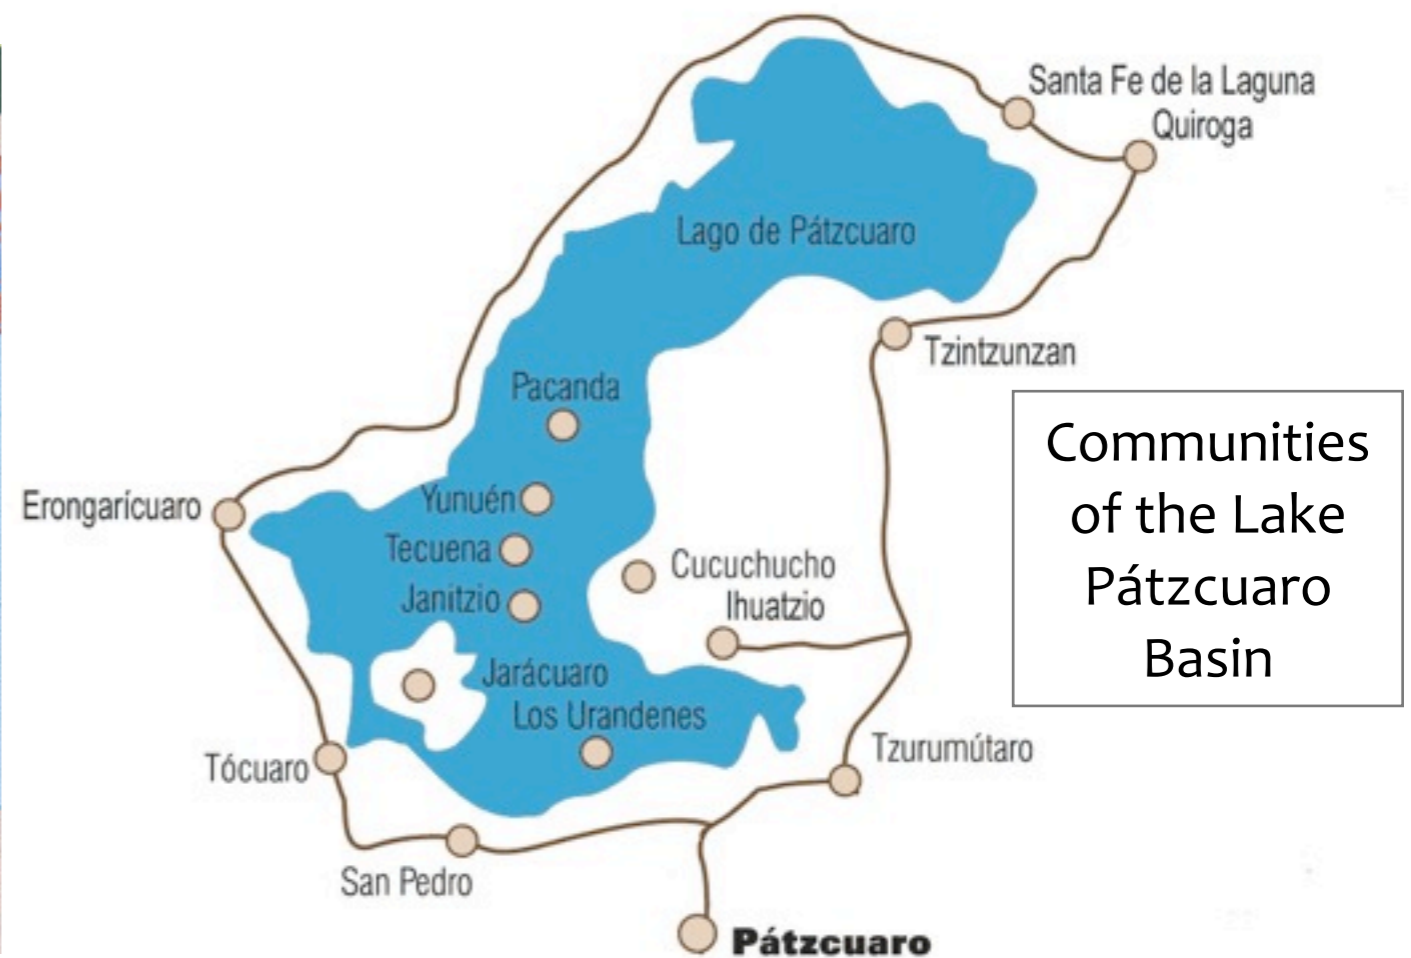 Santa Fe de la Laguna
Quiroga
Lago de Pátzcuaro
Tzintzunzan
Pacanda
Communities
of the Lake
Pátzcuaro
Basin
Erongarícuaro
Yunuén
Tecuena
Janitzio
Cucuchucho
Ihuatzio
Jarácuaro
Los Urandenes
Tócuaro
Tzurumútaro
San Pedro
Pátzcuaro